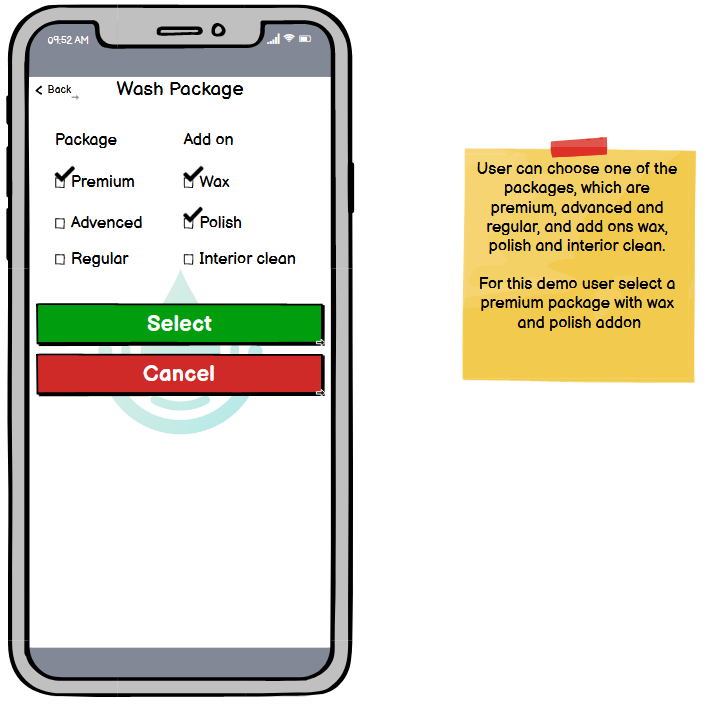 09:52 AM
Back
Wash Package
Package
Add on
Premium
Wax
Advenced
Polish
Regular
Interior clean
Select
Cancel
User can choose one of the
packages, which are
premium, advanced and
regular, and add ons wax,
polish and interior clean.
For this demo user select a
premium package with wax
and polish addon